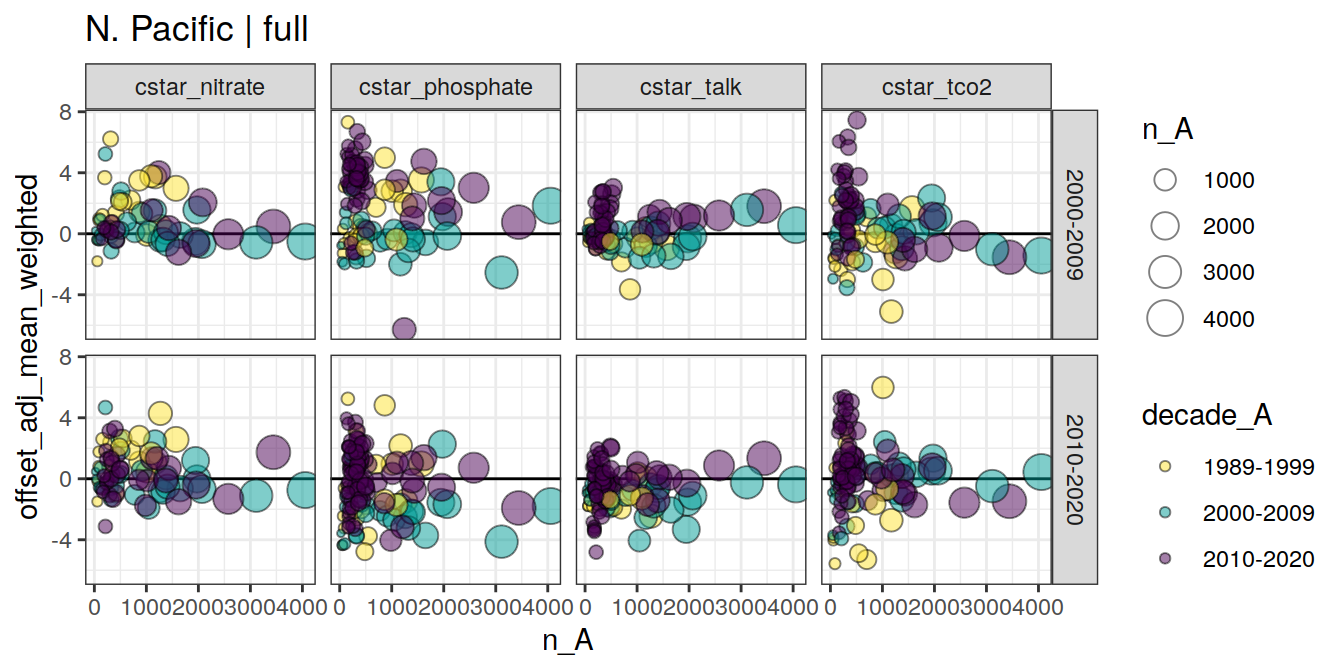 N. Pacific | full
cstar_nitrate
cstar_phosphate
cstar_talk
cstar_tco2
8
4
0
-4
2000-2009
8
4
0
-4
2010-2020
0 1000 2000 3000 4000
0 1000 2000 3000 4000
0 1000 2000 3000 4000
0 1000 2000 3000 4000
n_A
offset_adj_mean_weighted
n_A
1000
2000
3000
4000
decade_A
1989-1999
2000-2009
2010-2020